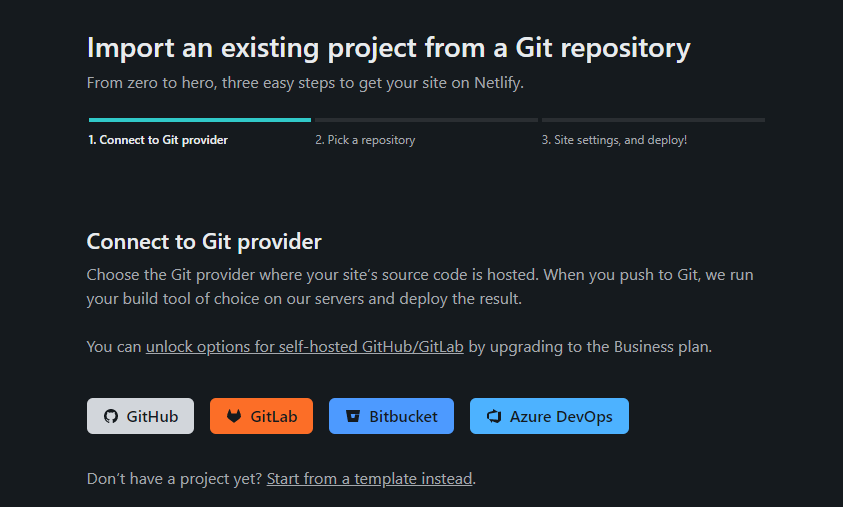 Import an existing project from a Git repository
From zero to hero, three easy steps to get your site on Netlify.
1. Connect to Git provider
2. Pick a repository
3. Site settings, and deploy!
Connect to Git provider
Choose the Git provider where your site's source code is hosted. When you push to Git, we run
your build tool of choice on our servers and deploy the result.
You can unlock options for self-hosted GitHub/GitLab by upgrading to the Business plan.
GitHub
GitLab
Bitbucket
Azure DevOps
Don't have a project yet? Start from a template instead.